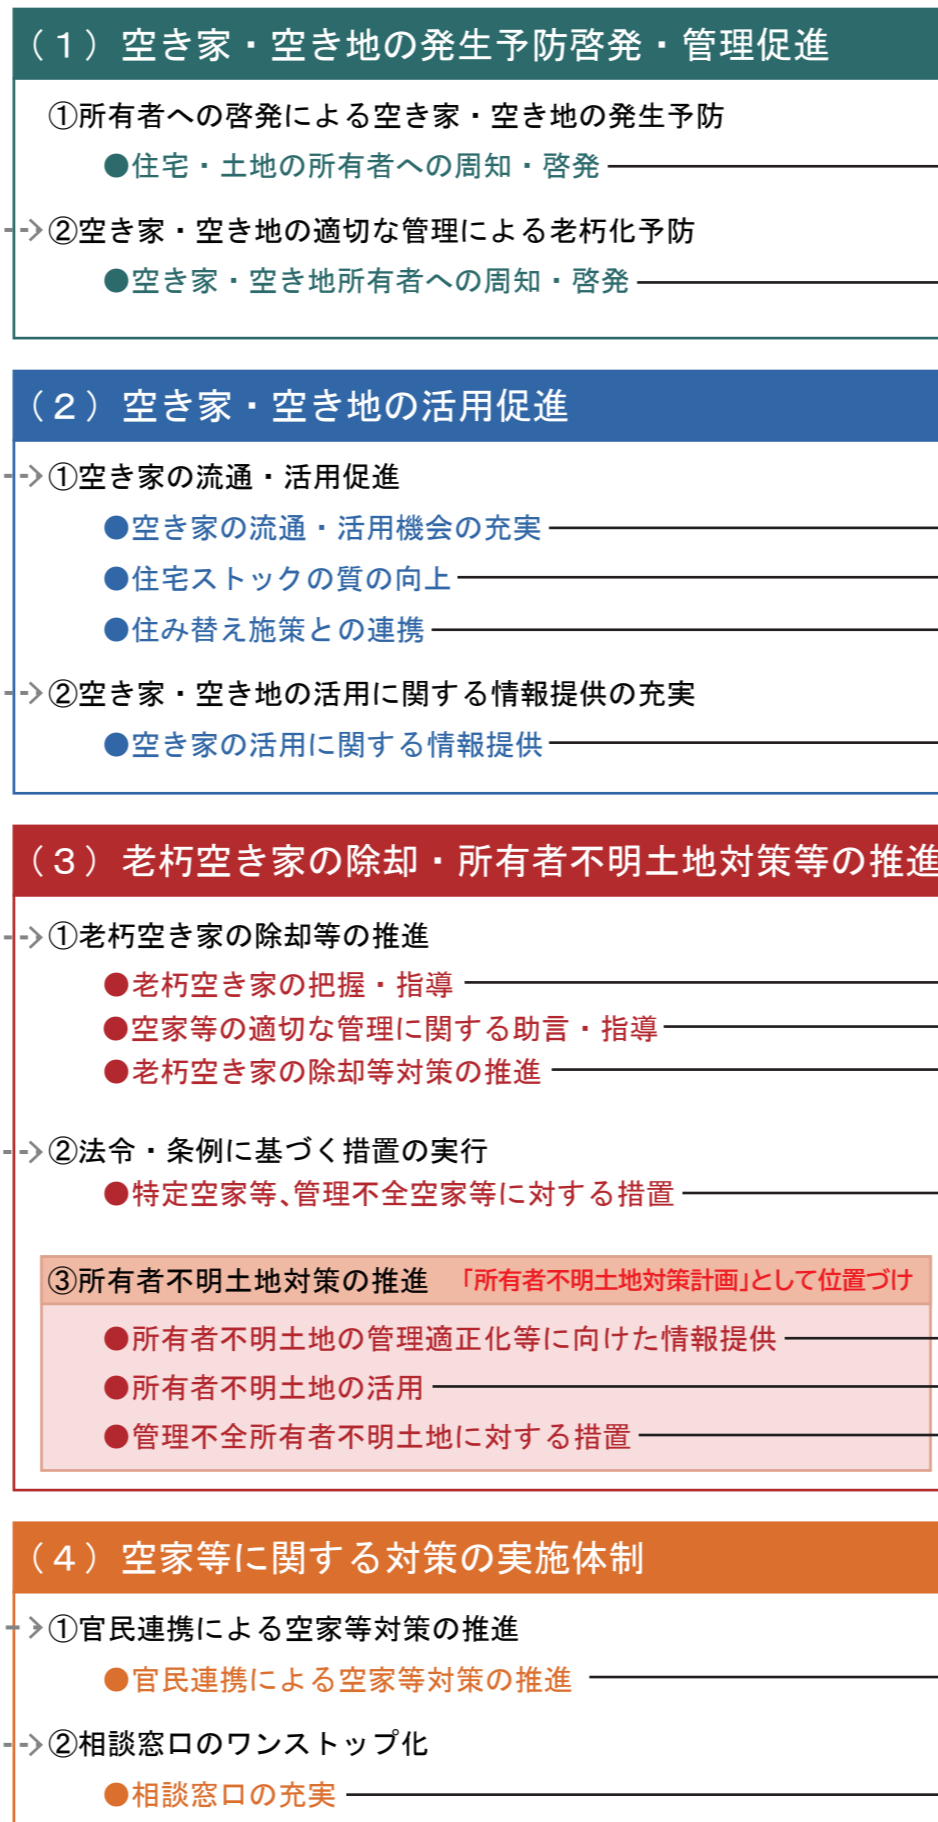 （１）空き家・空き地の発生予防啓発・管理促進
①所有者への啓発による空き家・空き地の発生予防
●住宅・土地の所有者への周知・啓発
②空き家・空き地の適切な管理による老朽化予防
●空き家・空き地所有者への周知・啓発
（２）空き家・空き地の活用促進
①空き家の流通・活用促進
●空き家の流通・活用機会の充実
●住宅ストックの質の向上
●住み替え施策との連携
②空き家・空き地の活用に関する情報提供の充実
●空き家の活用に関する情報提供
（３）老朽空き家の除却・所有者不明土地対策等の推進
①老朽空き家の除却等の推進
●老朽空き家の把握・指導
●空家等の適切な管理に関する助言・指導
●老朽空き家の除却等対策の推進
②法令・条例に基づく措置の実行
●特定空家等、管理不全空家等に対する措置
③所有者不明土地対策の推進 「所有者不明土地対策計画」として位置づけ
●所有者不明土地の管理適正化等に向けた情報提供
●所有者不明土地の活用
●管理不全所有者不明土地に対する措置
（４）空家等に関する対策の実施体制
①官民連携による空家等対策の推進
●官民連携による空家等対策の推進
②相談窓口のワンストップ化
●相談窓口の充実